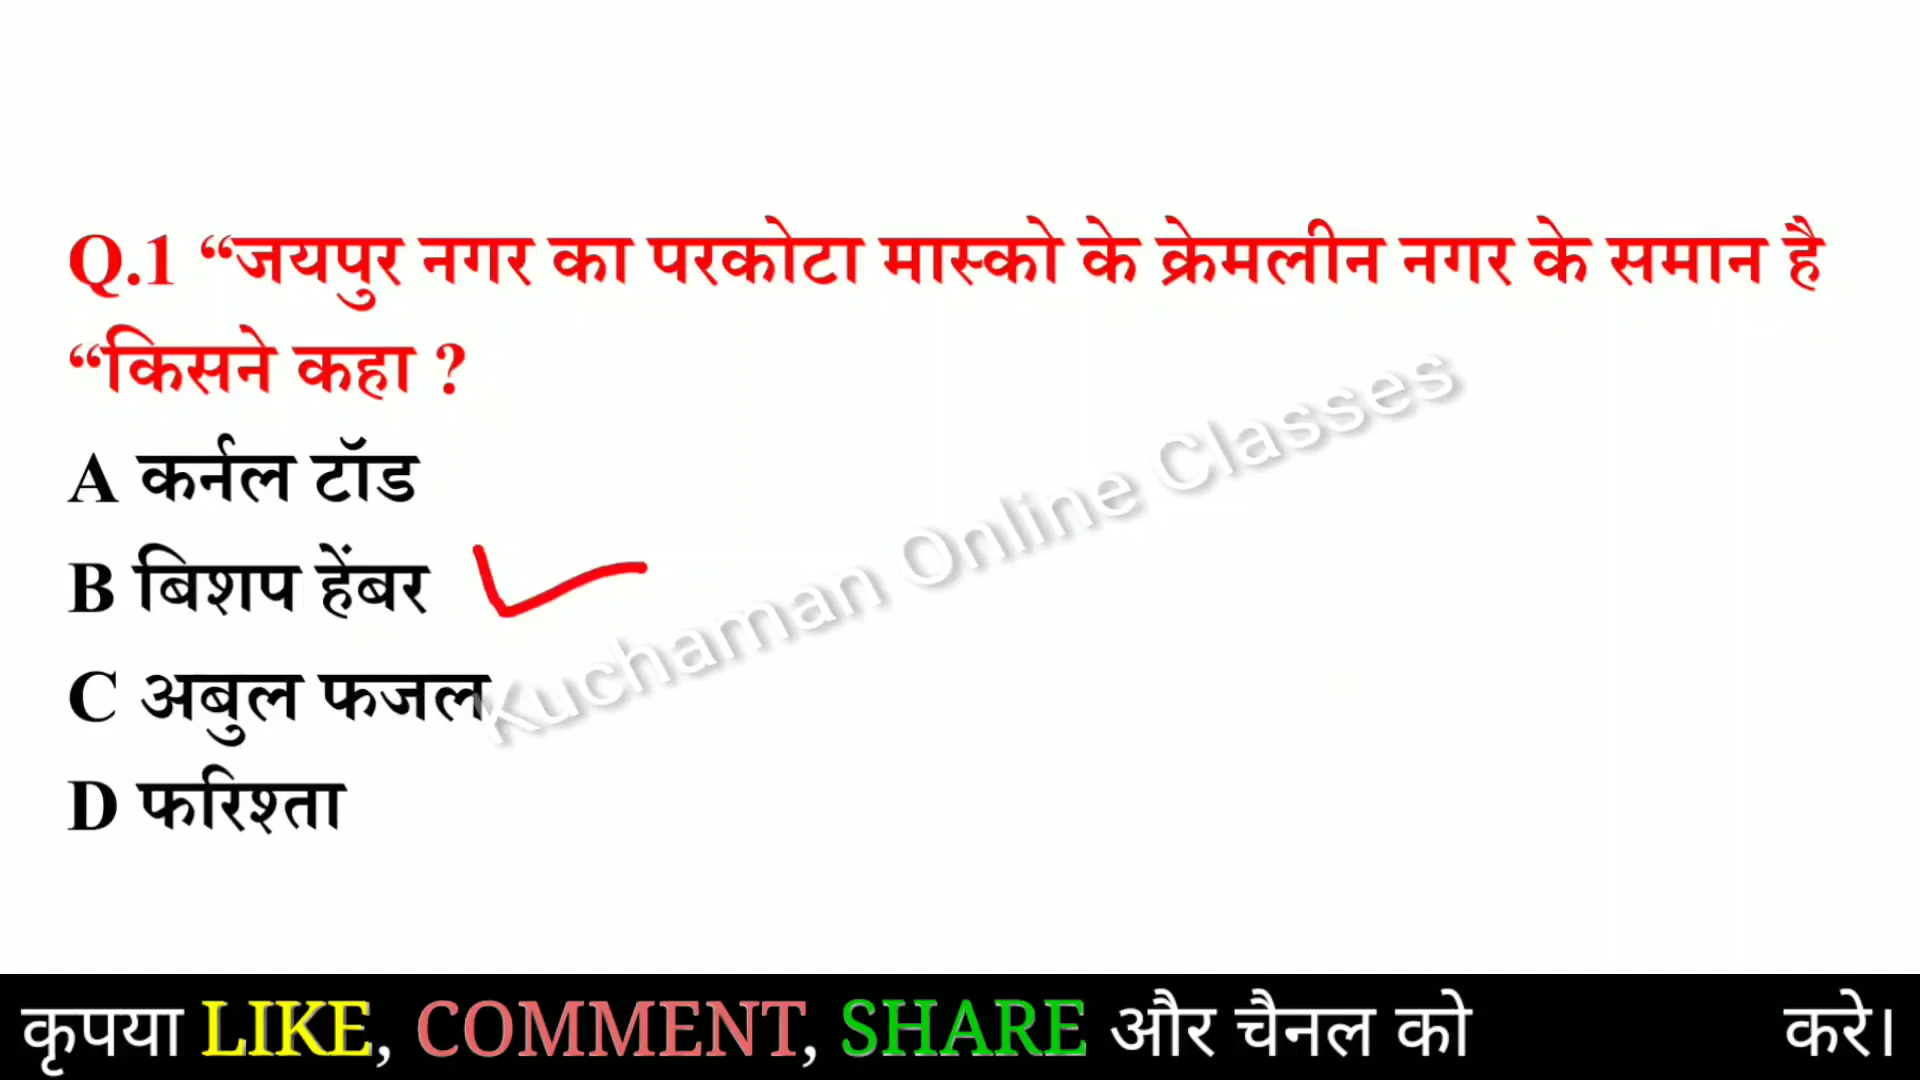 Q.1 “जयपुर नगर का परकोटा मास्को के क्रेमलीन नगर के समान है
“किसने कहा ?
A कर्नल टॉड
B बिशप हेंबर
C अबुल फजल
D फरिश्ता
Kuchaman Online Classes
कृपया LIKE, COMMENT, SHARE और चैनल को करे।